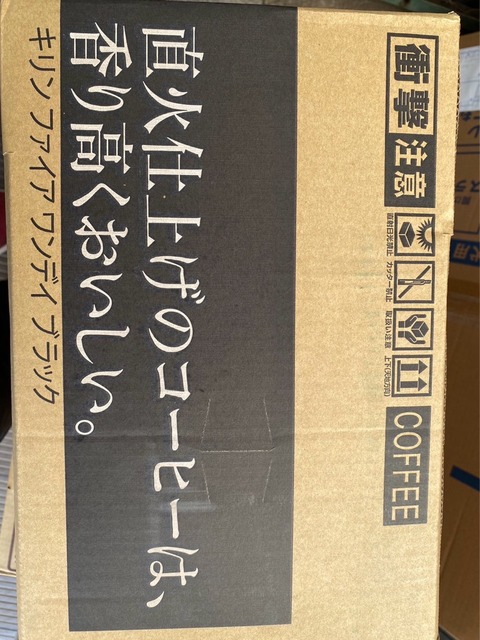 衝撃注意
直射日光禁止
カッター禁止
取扱い注意
上下(天地方向)
COFFEE
直火仕上げのコーヒーは、
香り高くおいしい。
キリン ファイア ワンデイ ブラック